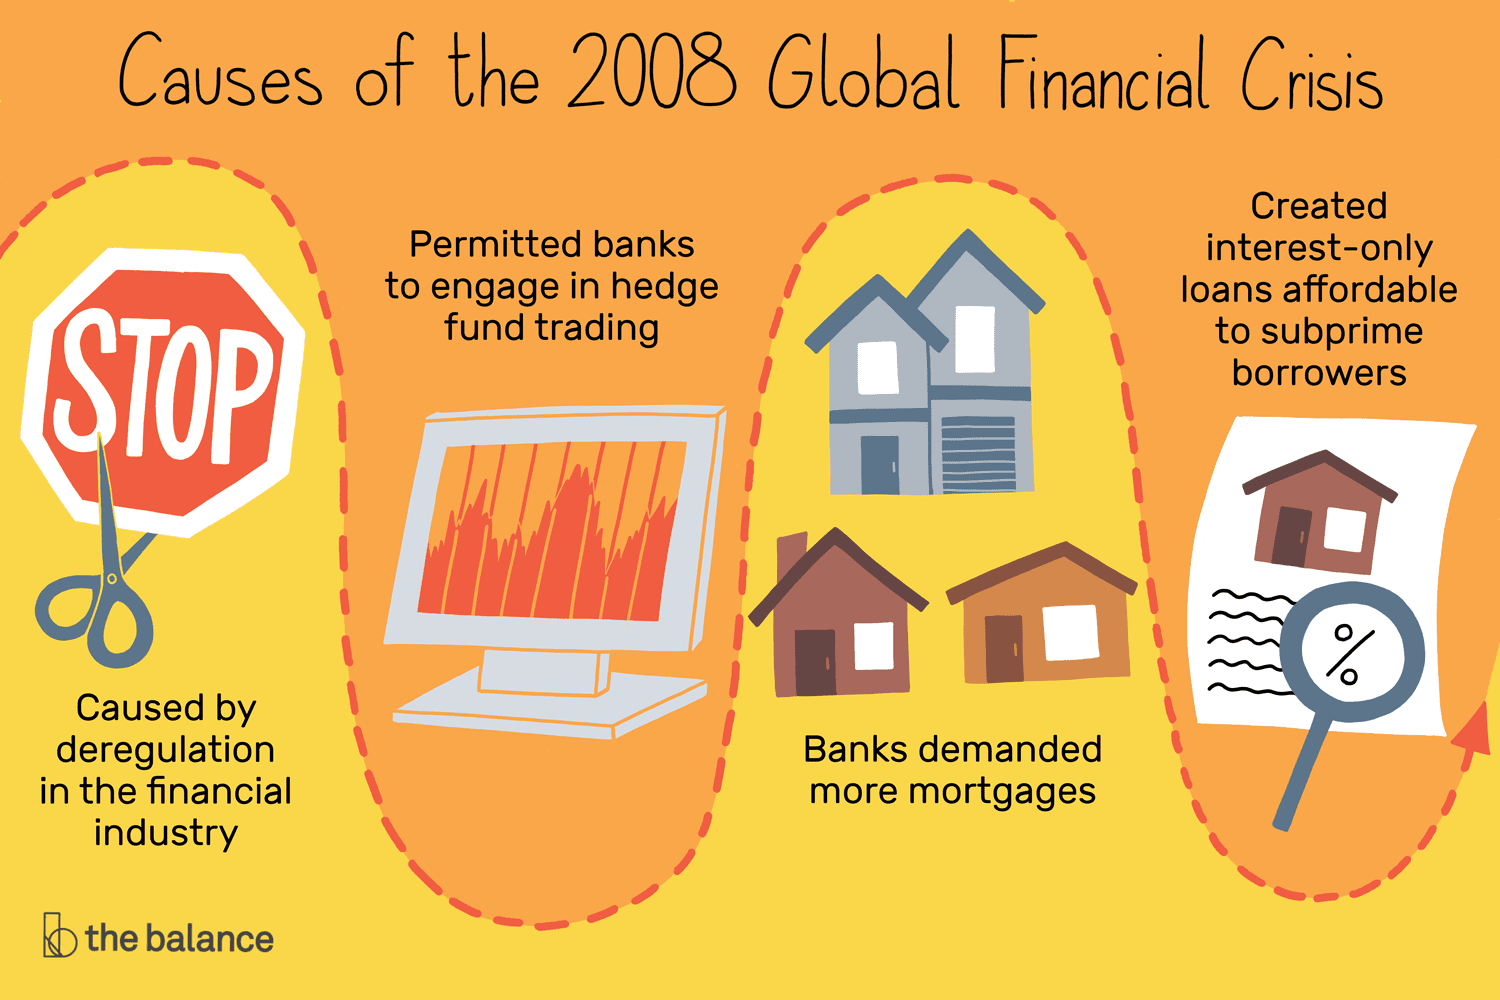 Causes of the 2008 Global Financial Crisis
STOP
Caused by
deregulation
in the financial
industry
Permitted banks
to engage in hedge
fund trading
Banks demanded
more mortgages
Created
interest-only
loans affordable
to subprime
borrowers
%
the balance